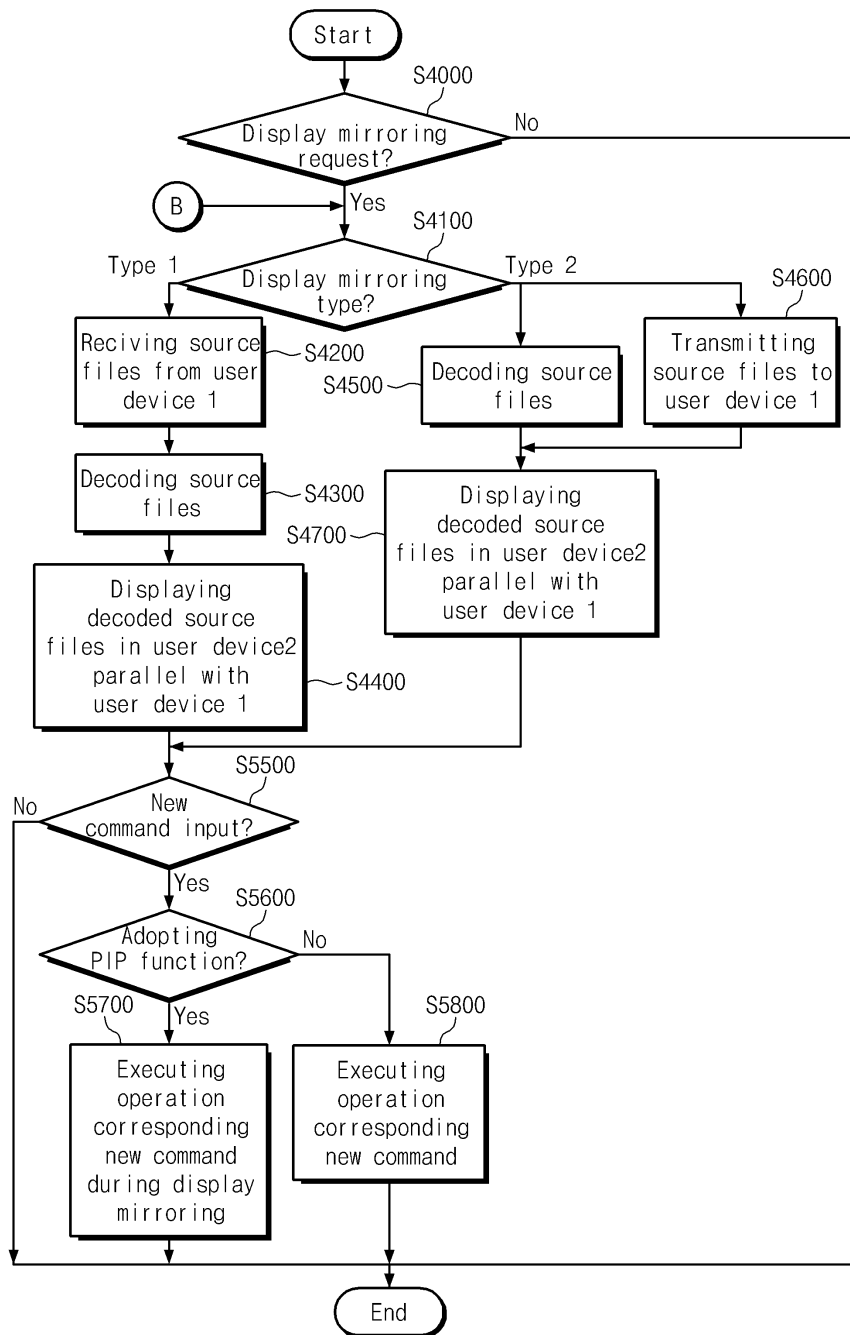 Start
S4000
Display mirroring
request?
No
B
Yes
S4100
Type 1
Display mirroring
type?
Type 2
S4600
Reciving source
files from user
device 1
S4200
S4500
Decoding source
files
Transmitting
source files to
user device 1
Decoding source
files
S4300
S4700
Displaying
decoded source
files in user device2
parallel with
user device 1
Displaying
decoded source
files in user device2
parallel with
user device 1
S4400
S5500
No
New
command input?
Yes
S5600
Adopting
PIP function?
No
S5700
Yes
S5800
Executing
operation
corresponding
new command
during display
mirroring
Executing
operation
corresponding
new command
End